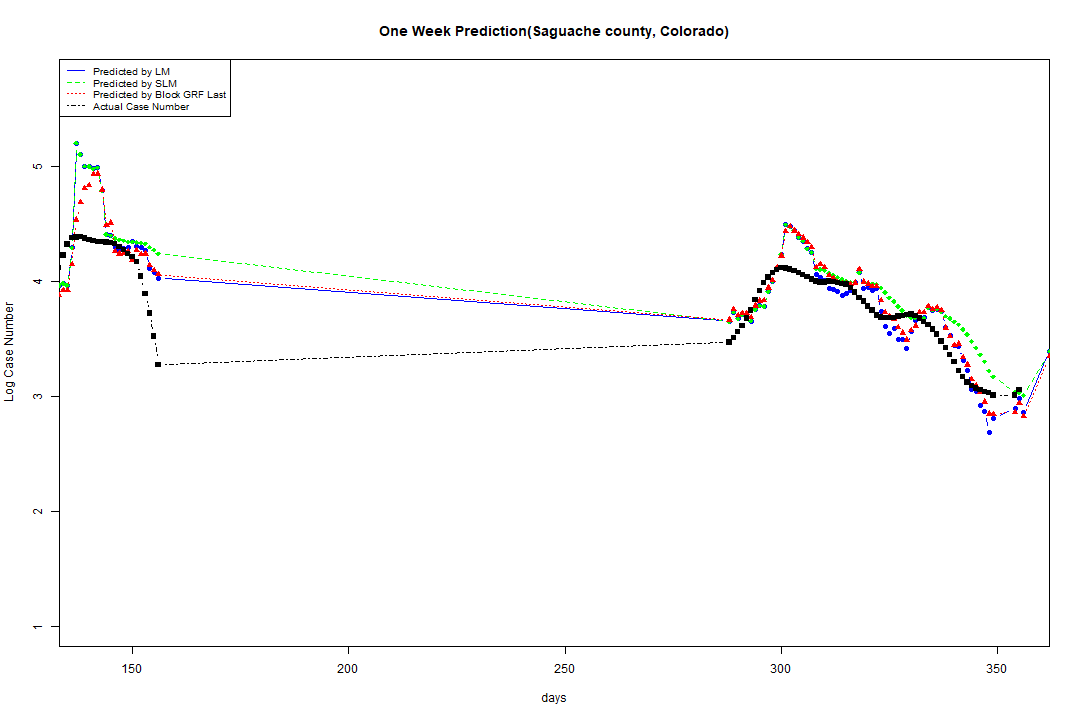 One Week Prediction(Saguache county, Colorado)
Predicted by LM
Predicted by SLM
Predicted by Block GRF Last
Actual Case Number
5
4
3
2
1
Log Case Number
150 200 250 300 350
days